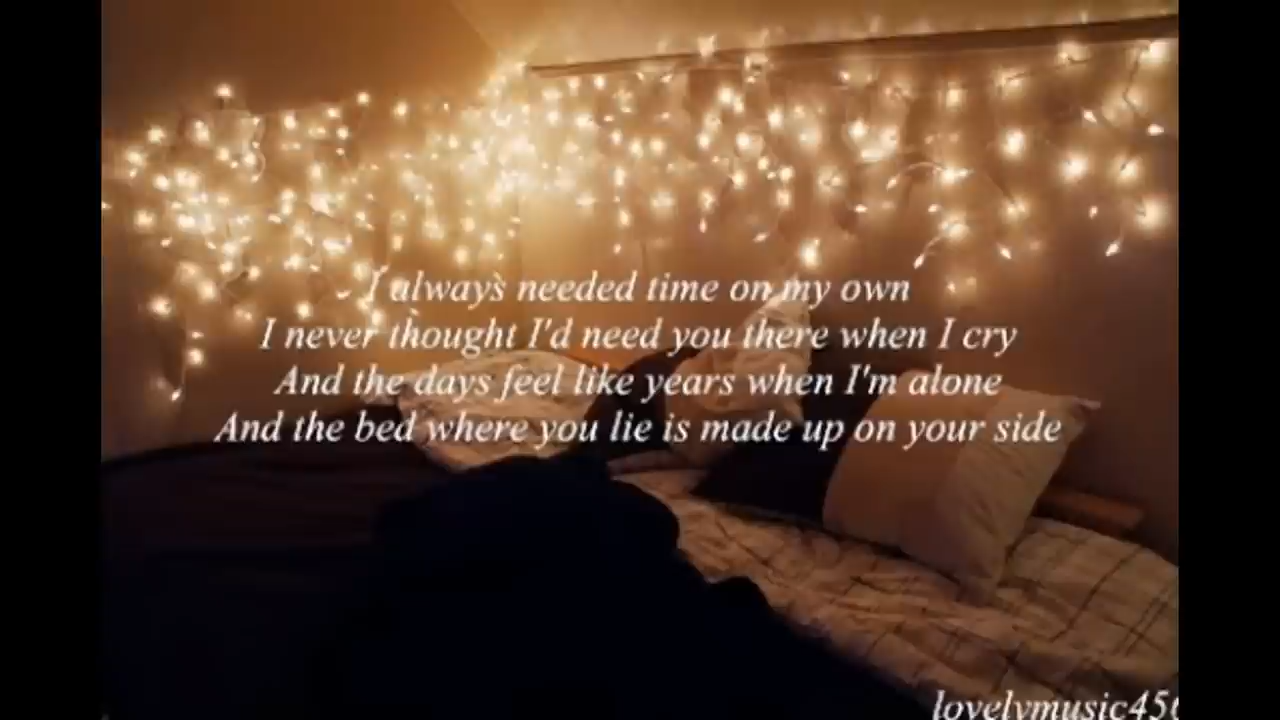 I always needed time on my own
I never thought I'd need you there when I cry
And the days feel like years when I'm alone
And the bed where you lie is made up on your side
lovelymusic456